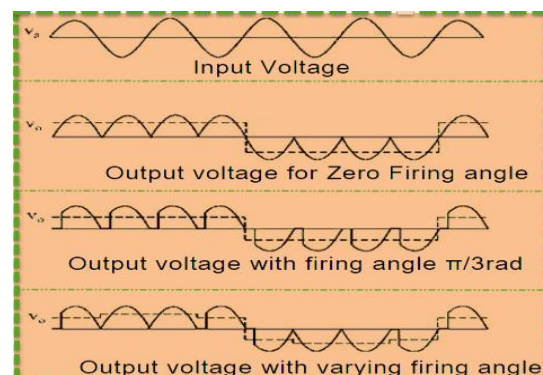 vs
Input Voltage
vo
Output voltage for Zero Firing angle
vo
Output voltage with firing angle π/3rad
vo
Output voltage with varying firing angle